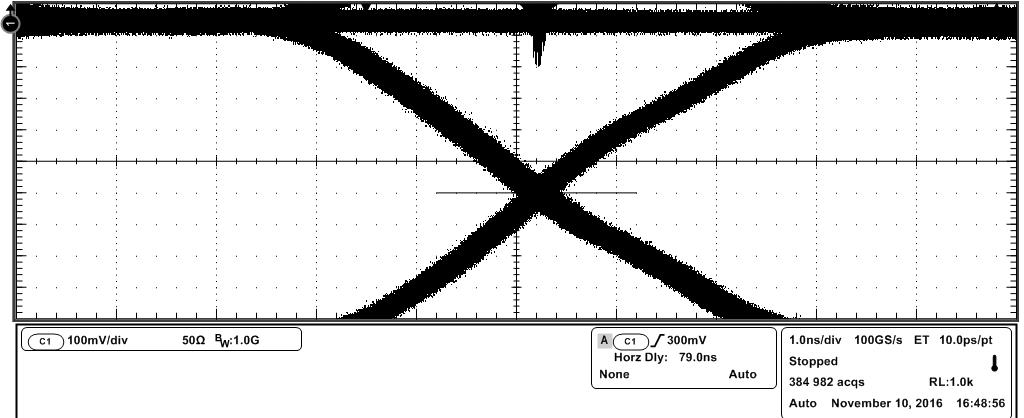 1
C1 100mV/div 50Ω BW:1.0G
A C1 300mV
Horz Dly: 79.0ns
None Auto
1.0ns/div 100GS/s ET 10.0ps/pt
Stopped
384 982 acqs RL:1.0k
Auto November 10, 2016 16:48:56